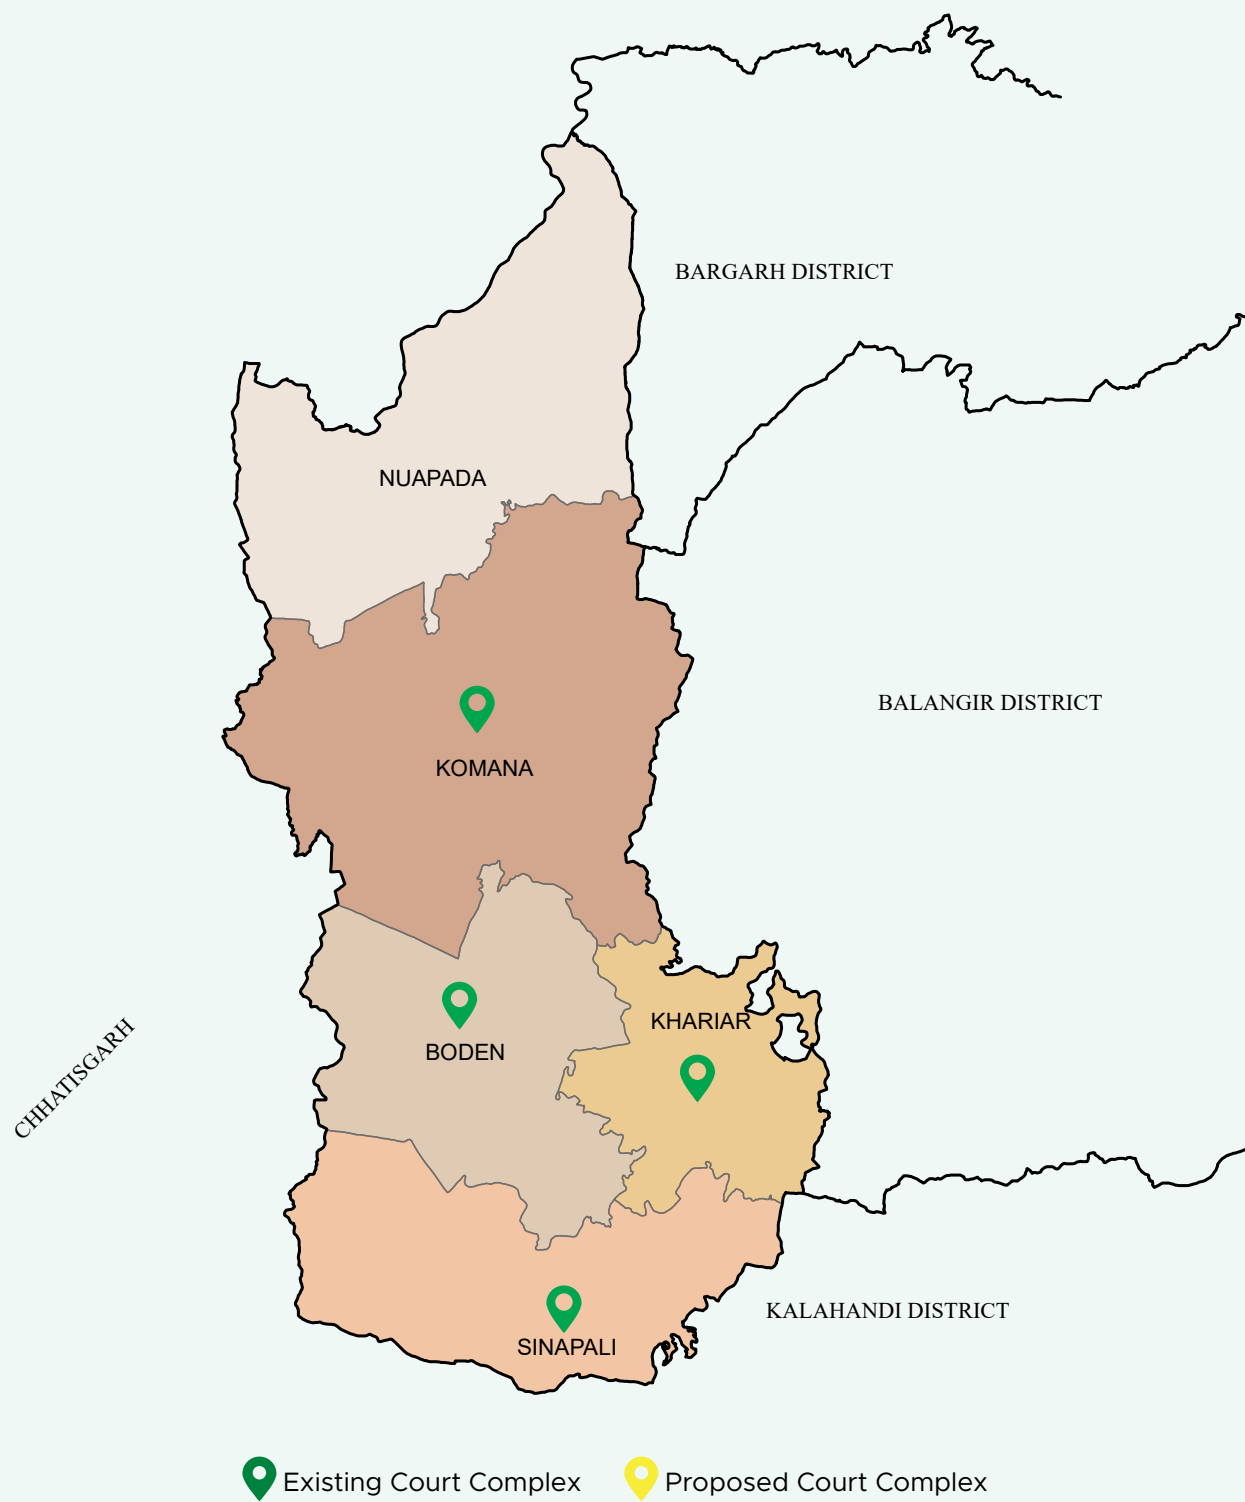 BARGARH DISTRICT
NUAPADA
BALANGIR DISTRICT
KOMANA
KHARIAR
BODEN
CHHATISGARH
KALAHANDI DISTRICT
SINAPALI
Existing Court Complex
Proposed Court Complex